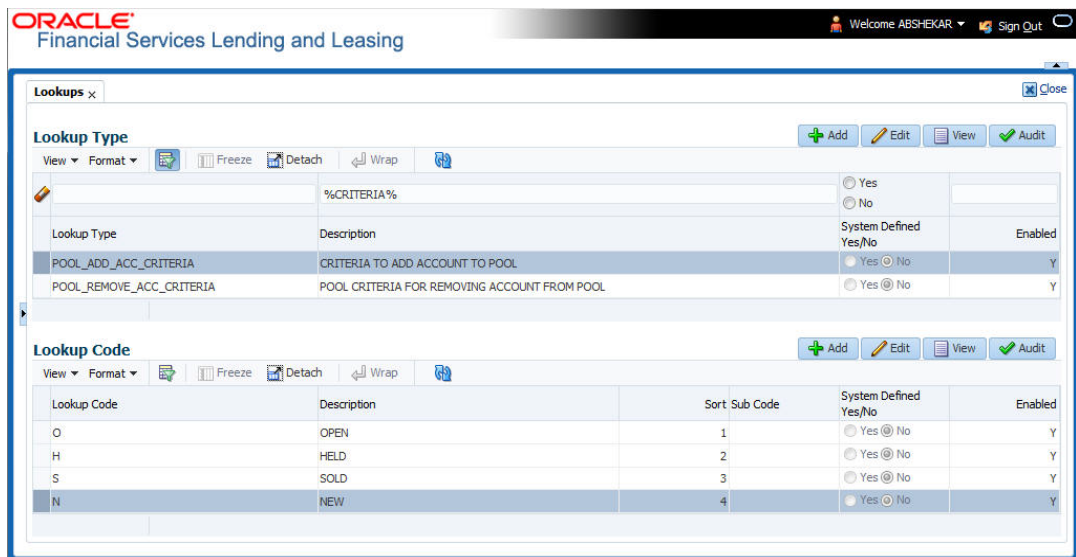 ORACLE®
Financial Services Lending and Leasing
Welcome ABSHEKAR Sign Out
Lookups x Close
Lookup Type Add Edit View Audit
View Format Freeze Detach Wrap
%CRITERIA% Yes
No
Lookup Type Description System Defined Yes/No Enabled
POOL_ADD_ACC_CRITERIA CRITERIA TO ADD ACCOUNT TO POOL Yes No Y
POOL_REMOVE_ACC_CRITERIA POOL CRITERIA FOR REMOVING ACCOUNT FROM POOL Yes No Y
Lookup Code Add Edit View Audit
View Format Freeze Detach Wrap
Lookup Code Description Sort Sub Code System Defined Yes/No Enabled
O OPEN 1 Yes No Y
H HELD 2 Yes No Y
S SOLD 3 Yes No Y
N NEW 4 Yes No Y